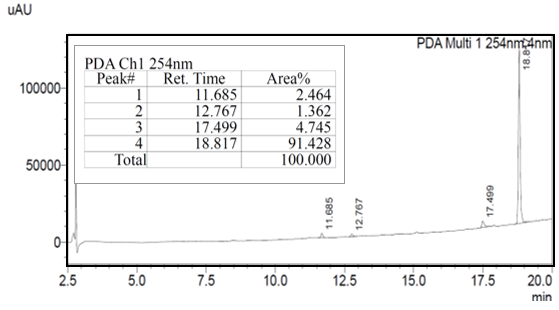 uAU
PDA Multi 1 254nm,4nm
PDA Ch1 254nm
Peak# Ret. Time Area%
1 11.685 2.464
2 12.767 1.362
3 17.499 4.745
4 18.817 91.428
Total 100.000
18.817
100000
50000
0
11.685
12.767
17.499
2.5 5.0 7.5 10.0 12.5 15.0 17.5 20.0
min